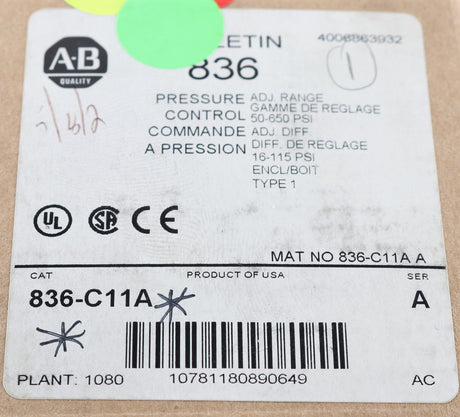 A-B
QUALITY
LETIN
836
4006863932
1
PRESSURE
CONTROL
COMMANDE
A PRESSION
ADJ. RANGE
GAMME DE REGLAGE
50-650 PSI
ADJ. DIFF.
DIFF. DE REGLAGE
16-115 PSI
ENCL/BOIT
TYPE 1
UL
SA
CE
MAT NO 836-C11A A
CAT
PRODUCT OF USA
SER
836-C11A
A
PLANT: 1080
10781180890649
AC